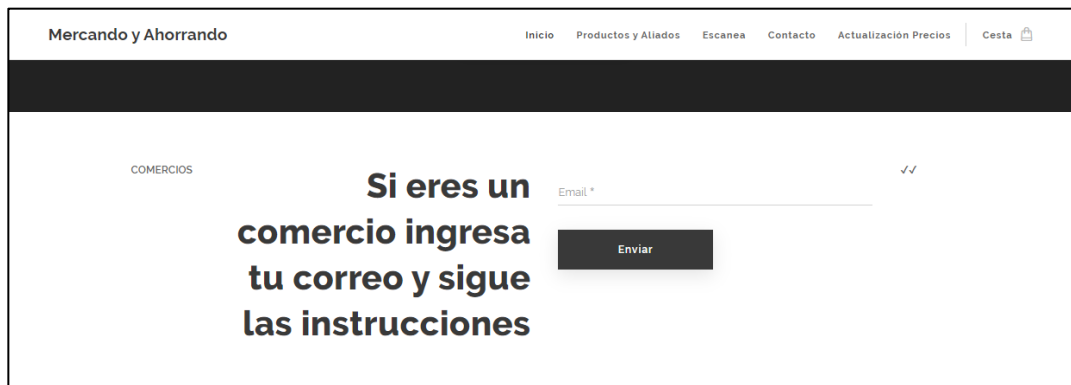 Mercando y Ahorrando
Inicio Productos y Aliados Escanea Contacto Actualización Precios Cesta
COMERCIOS
Si eres un
comercio ingresa
tu correo y sigue
las instrucciones
Email *
Enviar
✓✓